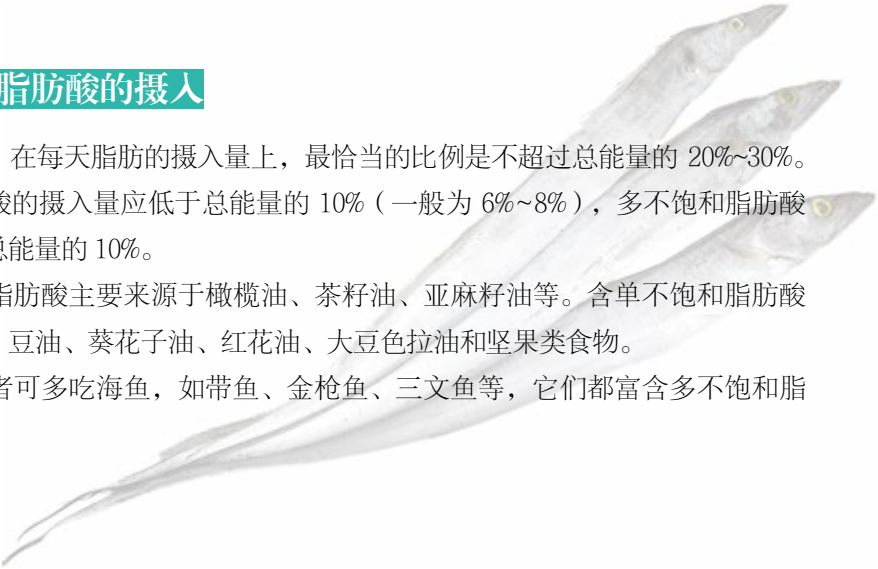 脂肪酸的摄入
在每天脂肪的摄入量上，最恰当的比例是不超过总能量的 20%~30%。
酸的摄入量应低于总能量的 10%（一般为 6%~8%），多不饱和脂肪酸
总能量的 10%。
脂肪酸主要来源于橄榄油、茶籽油、亚麻籽油等。含单不饱和脂肪酸
豆油、葵花子油、红花油、大豆色拉油和坚果类食物。
者可多吃海鱼，如带鱼、金枪鱼、三文鱼等，它们都富含多不饱和脂